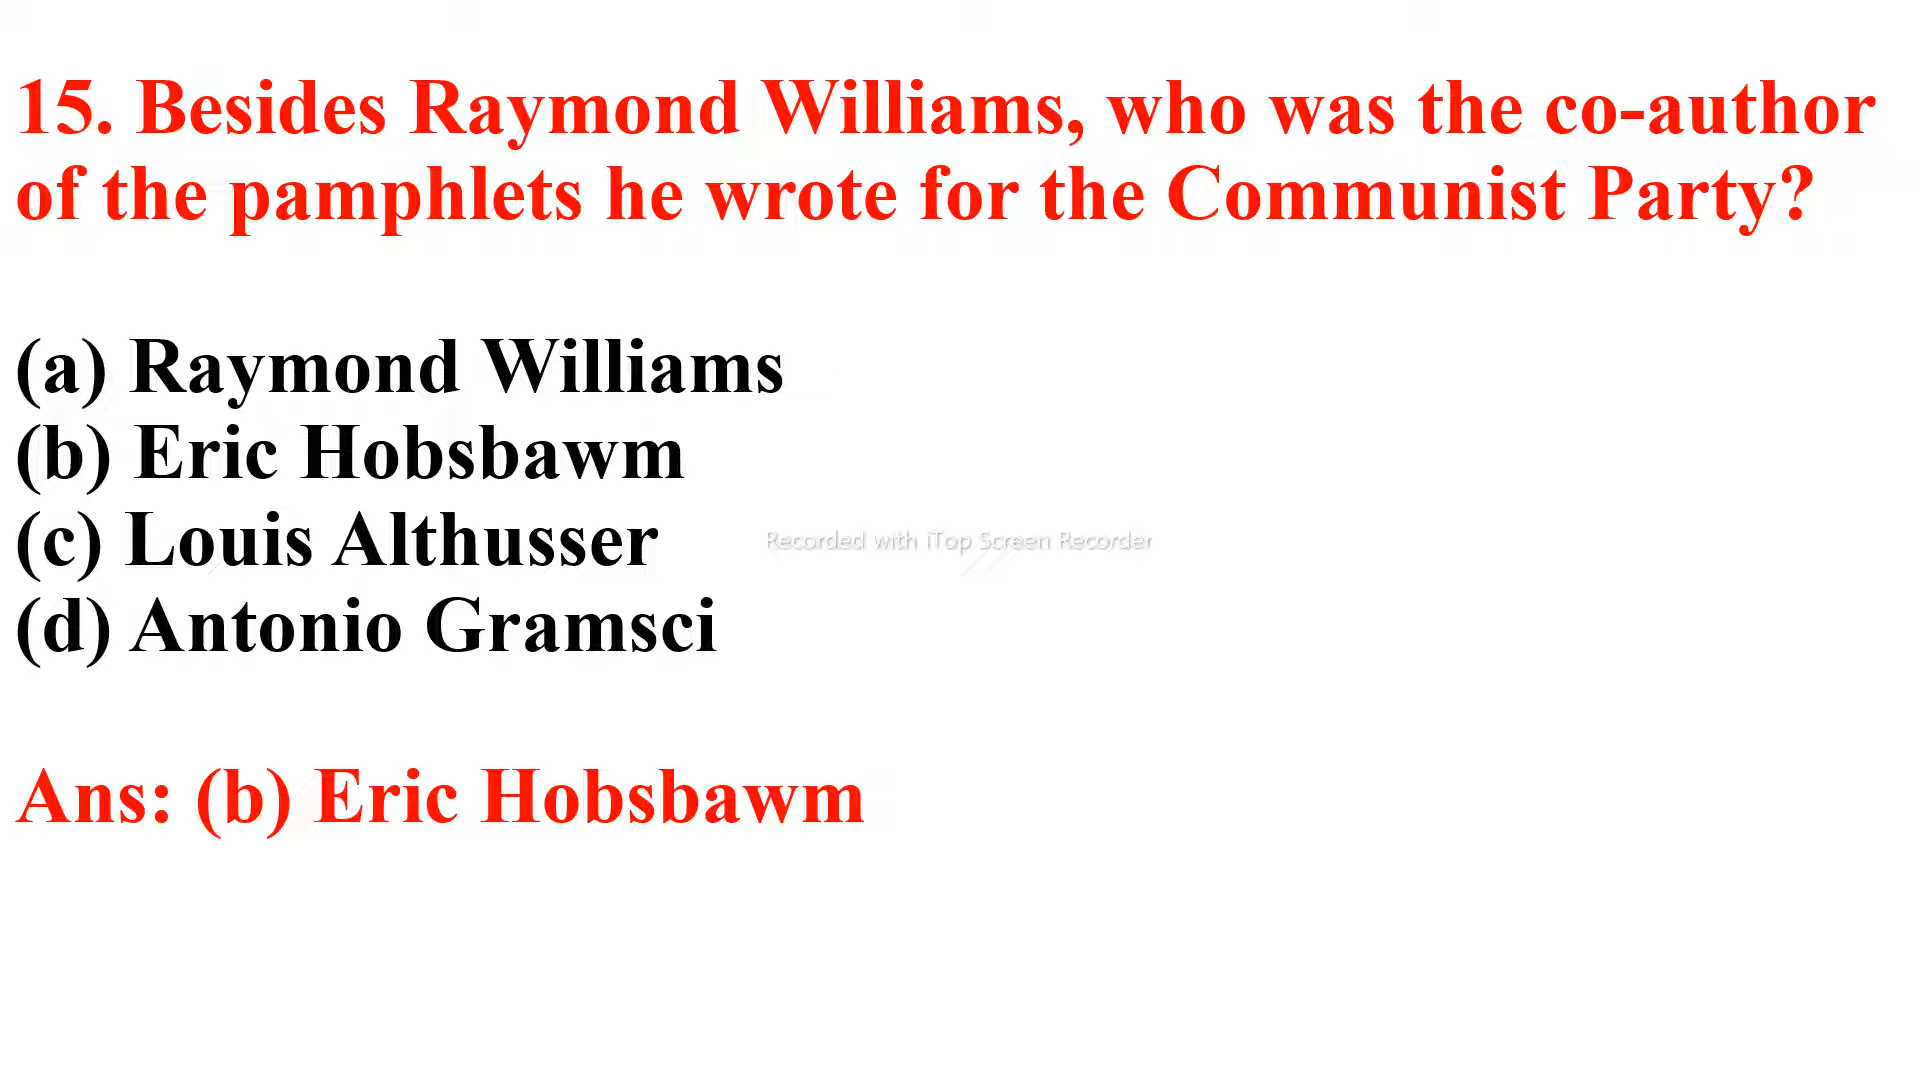 15. Besides Raymond Williams, who was the co-author
of the pamphlets he wrote for the Communist Party?
(a) Raymond Williams
(b) Eric Hobsbawm
(c) Louis Althusser
Recorded with iTop Screen Recorder
(d) Antonio Gramsci
Ans: (b) Eric Hobsbawm